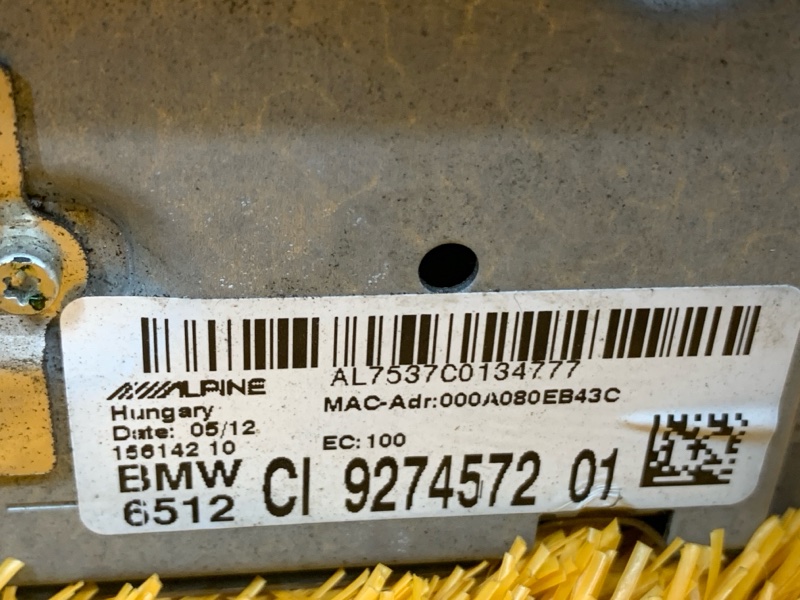 AL7537C0134777
ALPINE
MAC-Adr:000A080EB43C
Hungary
Date: 05/12
156142 10
EC: 100
BMW
6512
CI 9274572 01